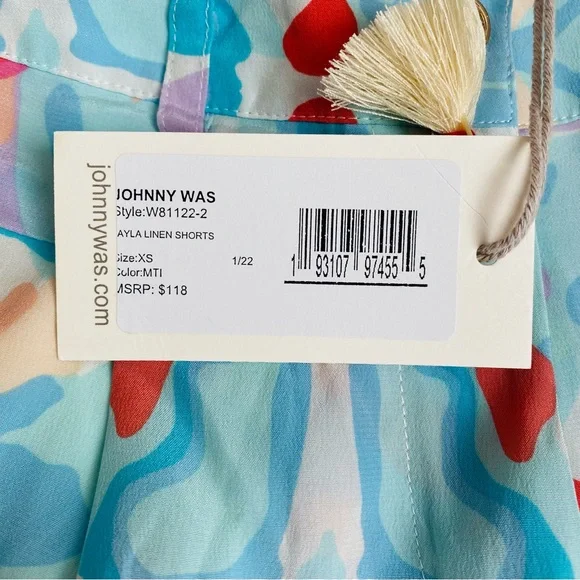 johnnywas.com
JOHNNY WAS
Style:W81122-2
LINEN SHORTS
Size:XS 1/22
Color:MTI
MSRP: $118
1 93107 97455 5